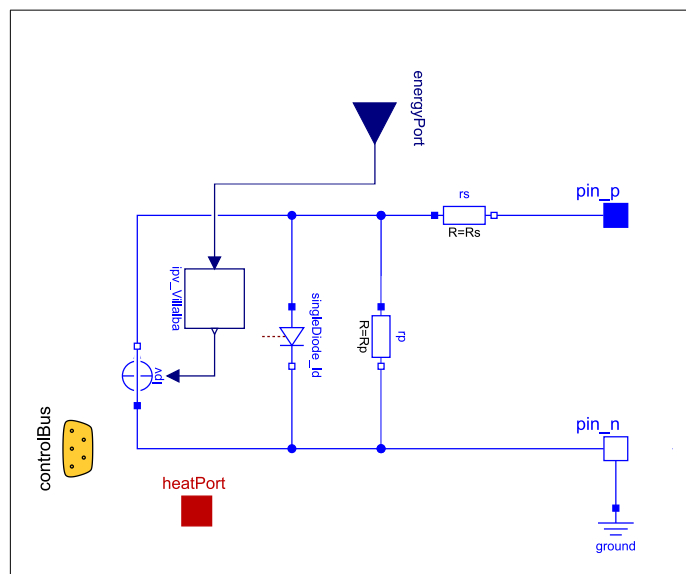 energyPort
rs
R=Rs
pin_p
ipv_Villalba
singleDiode_Id
rp
R=Rp
Ipv
controlBus
heatPort
pin_n
ground